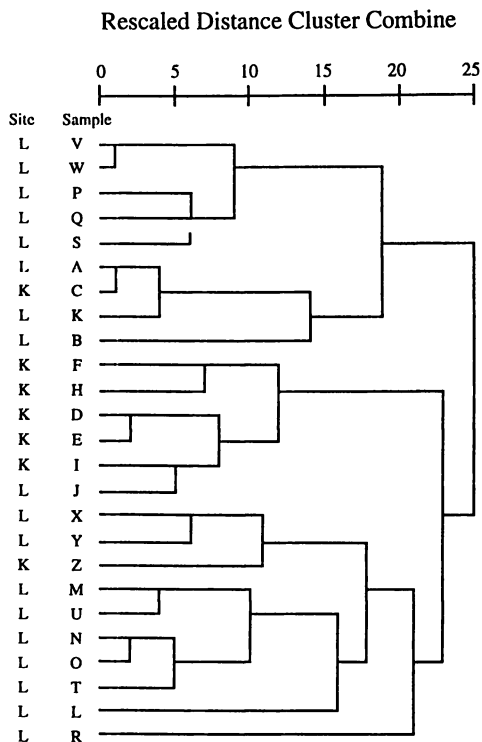 Rescaled Distance Cluster Combine
0 5 10 15 20 25
Site Sample
L V
L W
L P
L Q
L S
L A
K C
L K
L B
K F
K H
K D
K E
K I
L J
L X
L Y
K Z
L M
L U
L N
L O
L T
L L
L R